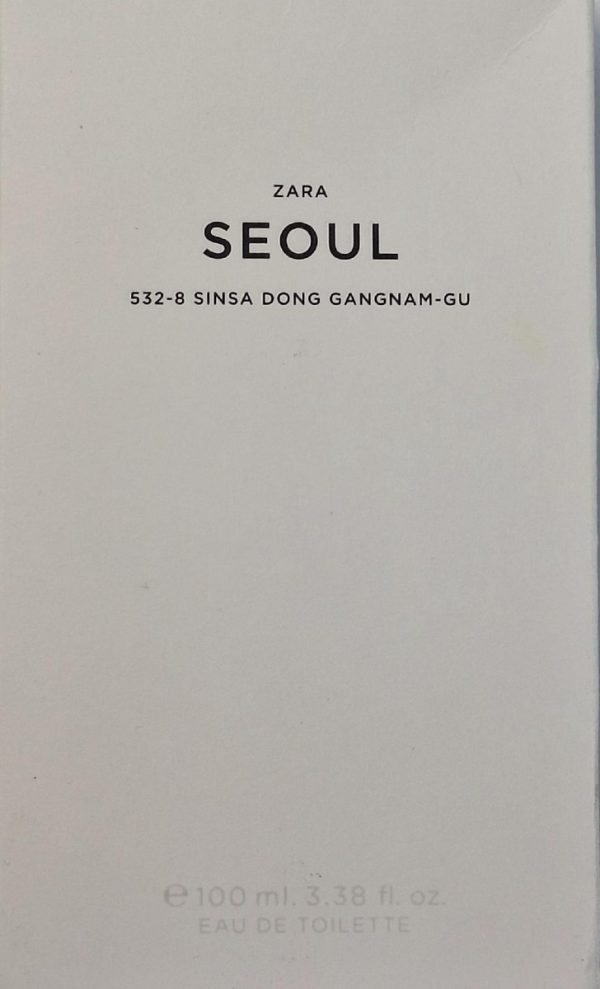 ZARA
SEOUL
532-8 SINSA DONG GANGNAM-GU
℮100 ml. 3.38 fl. oz.
EAU DE TOILETTE